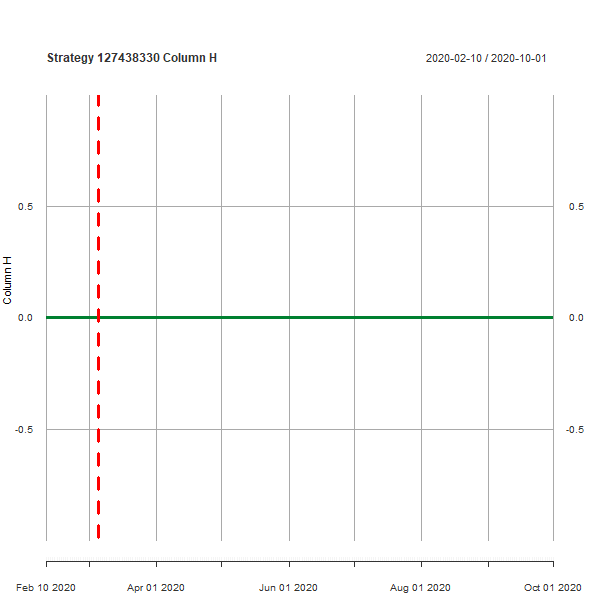 Strategy 127438330 Column H
2020-02-10 / 2020-10-01
0.5
0.5
Column H
0.0
0.0
-0.5
-0.5
Feb 10 2020
Apr 01 2020
Jun 01 2020
Aug 01 2020
Oct 01 2020